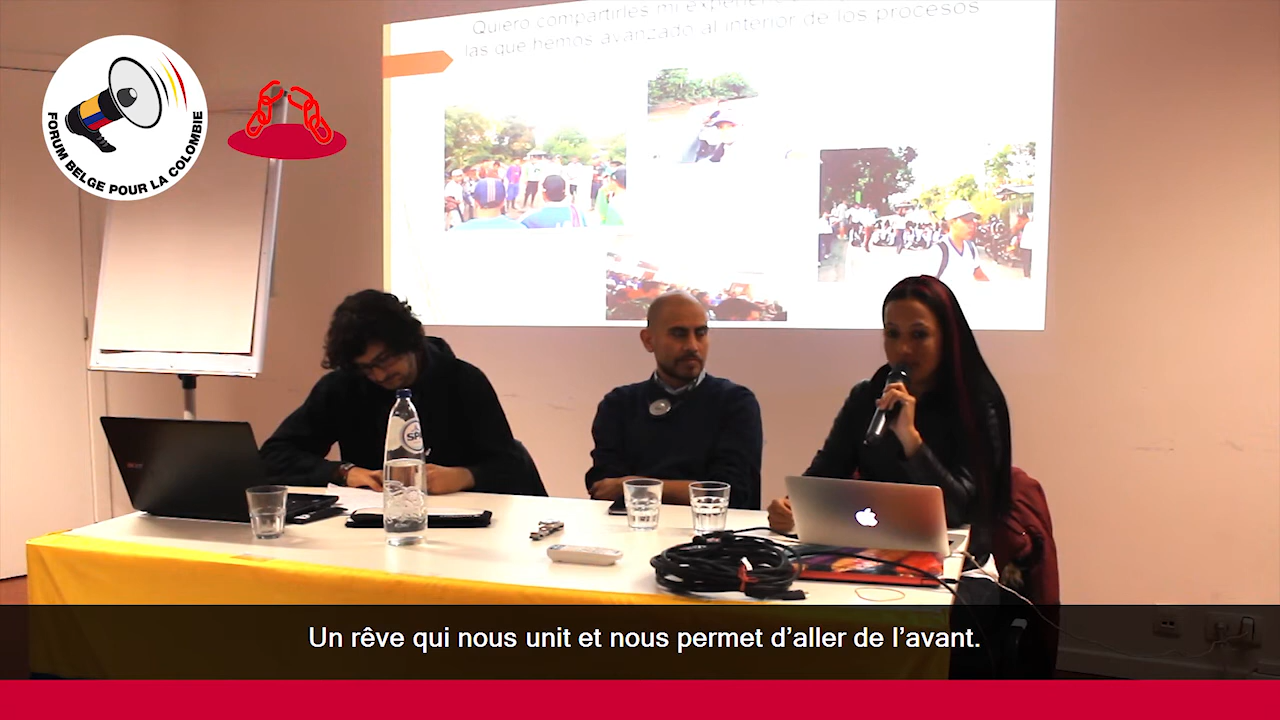 Quiero compartirles mi
las que hemos avanzado al interior de los procesos
FORUM BELGE POUR LA COLOMBIE
SPA
Un rêve qui nous unit et nous permet d’aller de l’avant.